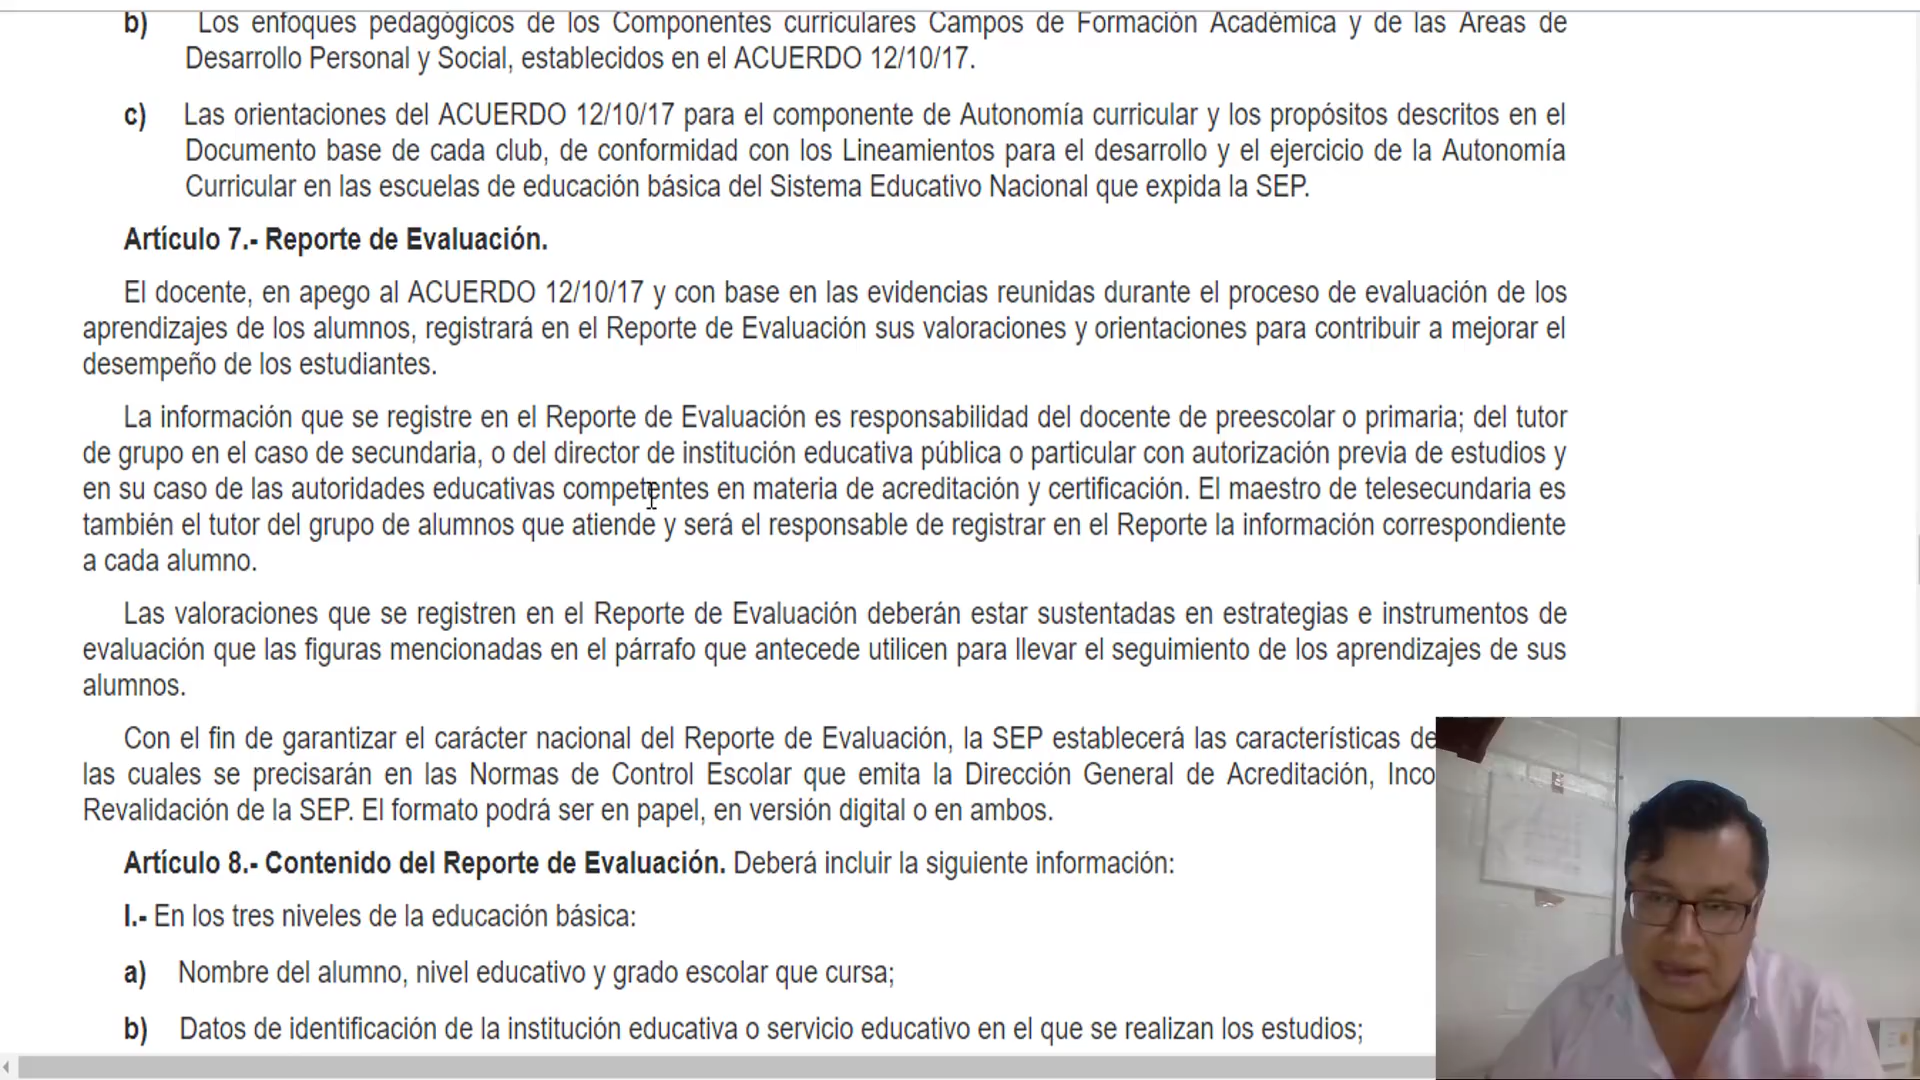 b) Los enfoques pedagógicos de los Componentes curriculares Campos de Formación Académica y de las Áreas de
Desarrollo Personal y Social, establecidos en el ACUERDO 12/10/17.
c) Las orientaciones del ACUERDO 12/10/17 para el componente de Autonomía curricular y los propósitos descritos en el
Documento base de cada club, de conformidad con los Lineamientos para el desarrollo y el ejercicio de la Autonomía
Curricular en las escuelas de educación básica del Sistema Educativo Nacional que expida la SEP.
Artículo 7.- Reporte de Evaluación.
El docente, en apego al ACUERDO 12/10/17 y con base en las evidencias reunidas durante el proceso de evaluación de los
aprendizajes de los alumnos, registrará en el Reporte de Evaluación sus valoraciones y orientaciones para contribuir a mejorar el
desempeño de los estudiantes.
La información que se registre en el Reporte de Evaluación es responsabilidad del docente de preescolar o primaria; del tutor
de grupo en el caso de secundaria, o del director de institución educativa pública o particular con autorización previa de estudios y
en su caso de las autoridades educativas competentes en materia de acreditación y certificación. El maestro de telesecundaria es
también el tutor del grupo de alumnos que atiende y será el responsable de registrar en el Reporte la información correspondiente
a cada alumno.
Las valoraciones que se registren en el Reporte de Evaluación deberán estar sustentadas en estrategias e instrumentos de
evaluación que las figuras mencionadas en el párrafo que antecede utilicen para llevar el seguimiento de los aprendizajes de sus
alumnos.
Con el fin de garantizar el carácter nacional del Reporte de Evaluación, la SEP establecerá las características de
las cuales se precisarán en las Normas de Control Escolar que emita la Dirección General de Acreditación, Inco
Revalidación de la SEP. El formato podrá ser en papel, en versión digital o en ambos.
Artículo 8.- Contenido del Reporte de Evaluación. Deberá incluir la siguiente información:
I.- En los tres niveles de la educación básica:
a) Nombre del alumno, nivel educativo y grado escolar que cursa;
b) Datos de identificación de la institución educativa o servicio educativo en el que se realizan los estudios;